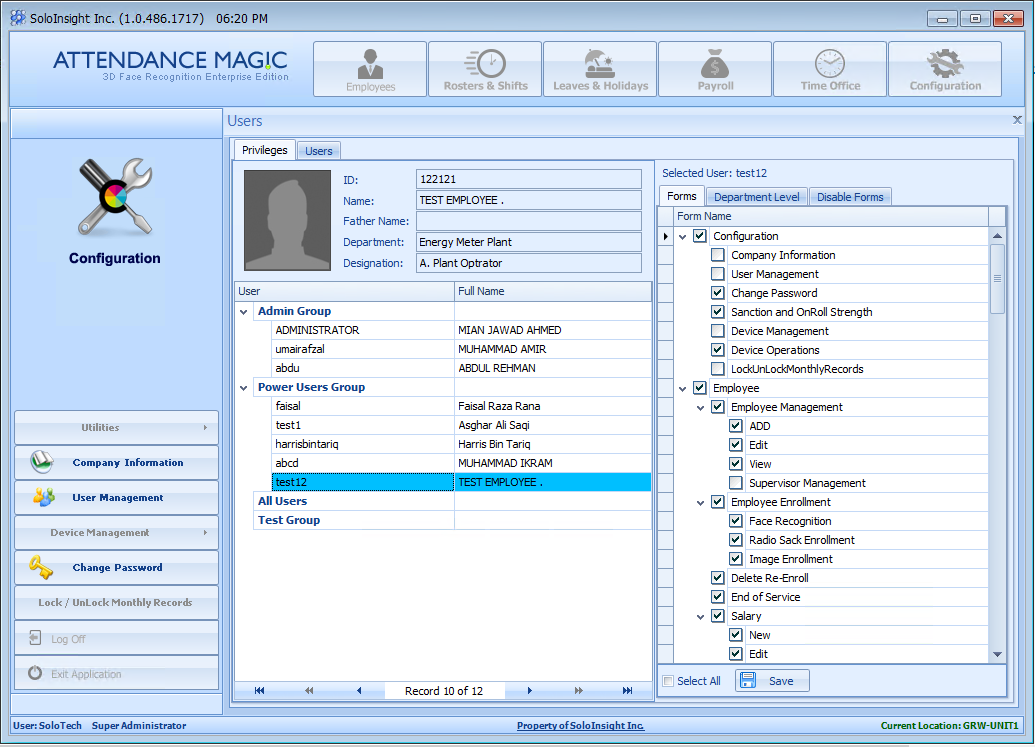 SoloInsight Inc. (1.0.486.1717) 06:20 PM
ATTENDANCE MAGIC
3D Face Recognition Enterprise Edition
Employees
Rosters & Shifts
Leaves & Holidays
Payroll
Time Office
Configuration
Users
Configuration
Utilities
Company Information
User Management
Device Management
Change Password
Lock / UnLock Monthly Records
Log Off
Exit Application
Privileges
Users
ID: 122121
Name: TEST EMPLOYEE .
Father Name:
Department: Energy Meter Plant
Designation: A. Plant Optrator
User Full Name
Admin Group
ADMINISTRATOR MIAN JAWAD AHMED
umairafzal MUHAMMAD AMIR
abdu ABDUL REHMAN
Power Users Group
faisal Faisal Raza Rana
test1 Asghar Ali Saqi
harrisbintariq Harris Bin Tariq
abcd MUHAMMAD IKRAM
test12 TEST EMPLOYEE .
All Users
Test Group
Record 10 of 12
Selected User: test12
Forms
Department Level
Disable Forms
Form Name
Configuration
Company Information
User Management
Change Password
Sanction and OnRoll Strength
Device Management
Device Operations
LockUnLockMonthlyRecords
Employee
Employee Management
ADD
Edit
View
Supervisor Management
Employee Enrollment
Face Recognition
Radio Sack Enrollment
Image Enrollment
Delete Re-Enroll
End of Service
Salary
New
Edit
Select All
Save
User: SoloTech Super Administrator
Property of SoloInsight Inc.
Current Location: GRW-UNIT1